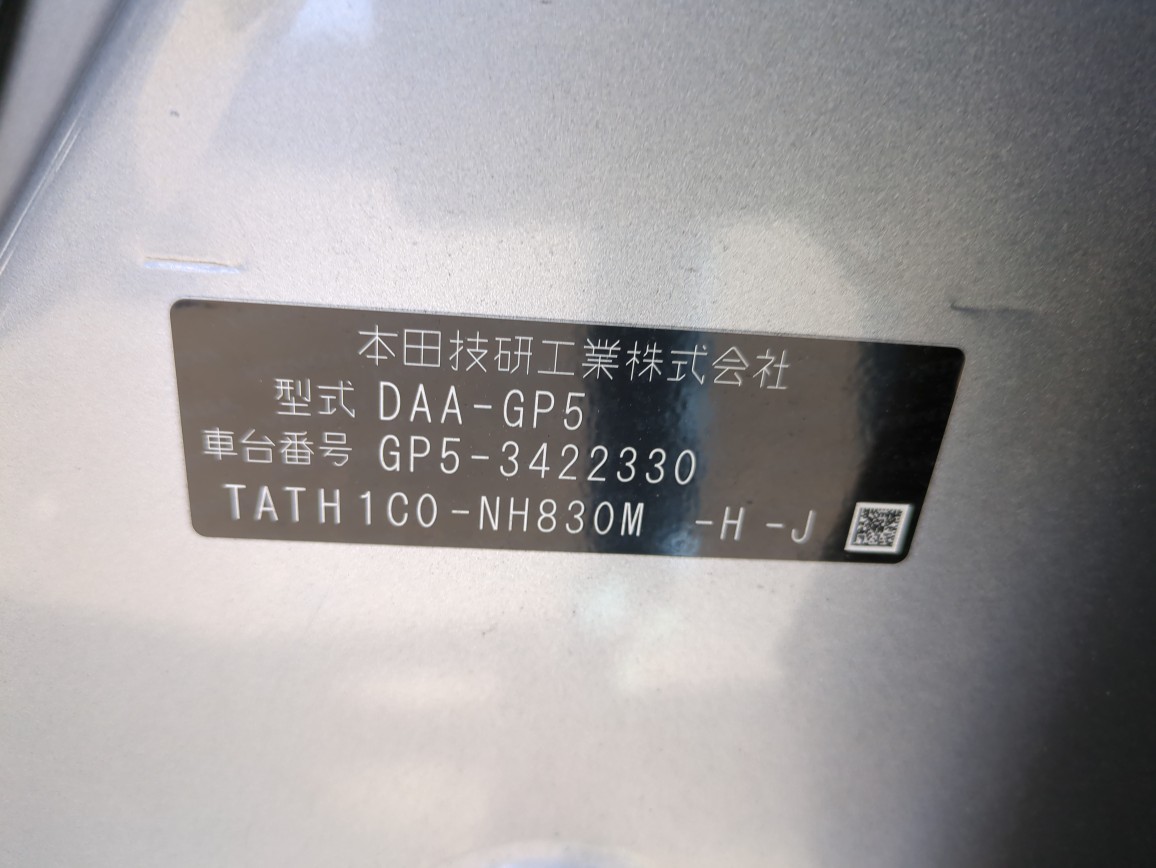 本田技研工業株式会社
型式 DAA-GP5
車台番号 GP5-3422330
TATH1C0-NH830M -H-J